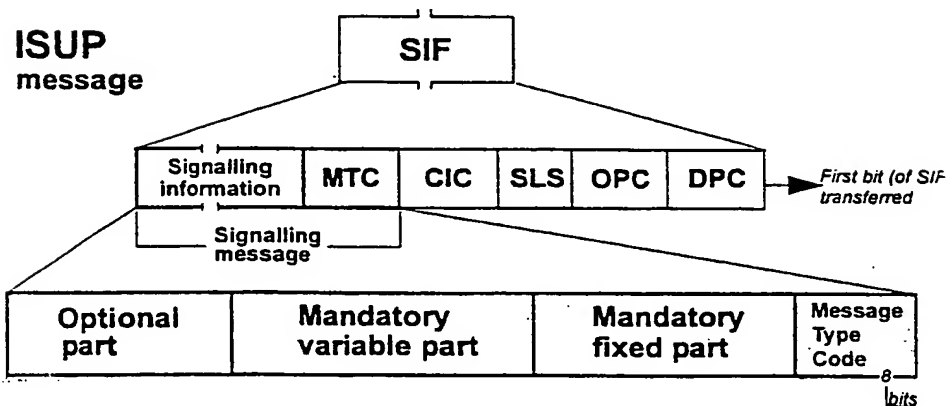 ISUP
message
SIF
Signalling
information
MTC
CIC
SLS
OPC
DPC
First bit (of SIF
transferred
Signalling
message
Optional
part
Mandatory
variable part
Mandatory
fixed part
Message
Type
Code
8
bits